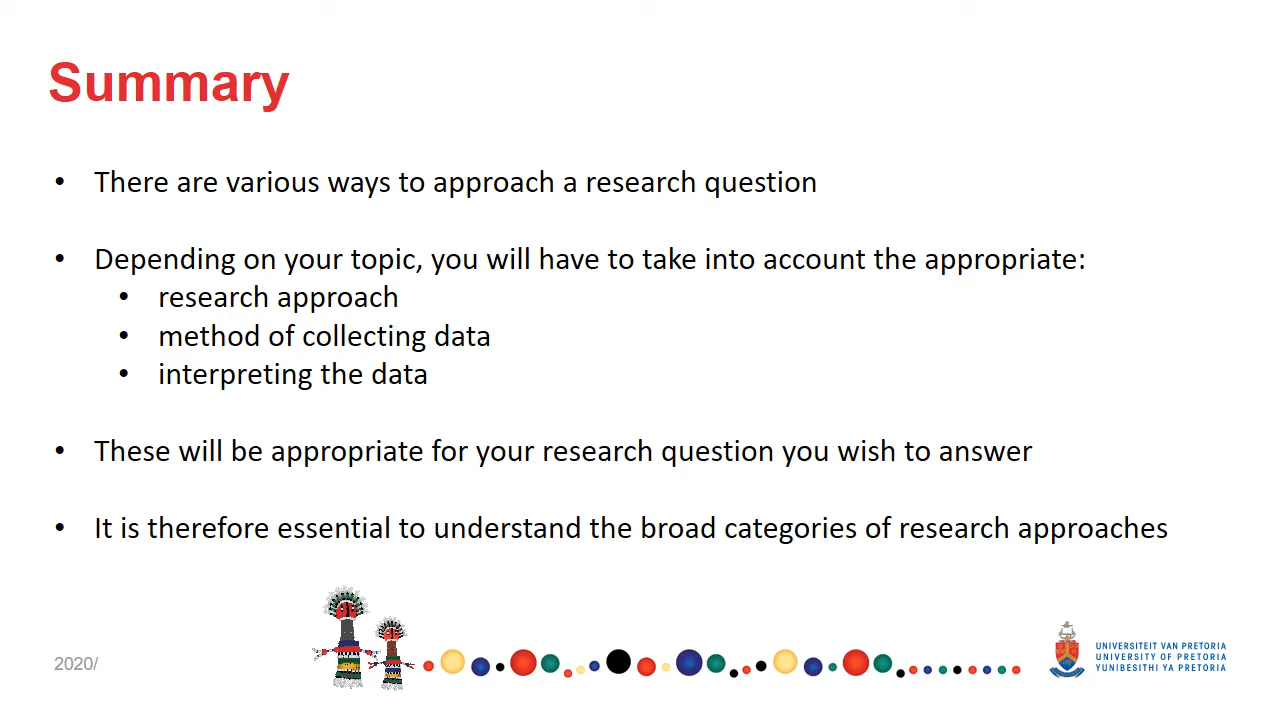 Summary
• There are various ways to approach a research question
• Depending on your topic, you will have to take into account the appropriate:
• research approach
• method of collecting data
• interpreting the data
• These will be appropriate for your research question you wish to answer
• It is therefore essential to understand the broad categories of research approaches
2020/
UNIVERSITEIT VAN PRETORIA
UNIVERSITY OF PRETORIA
YUNIBESITHI YA PRETORIA